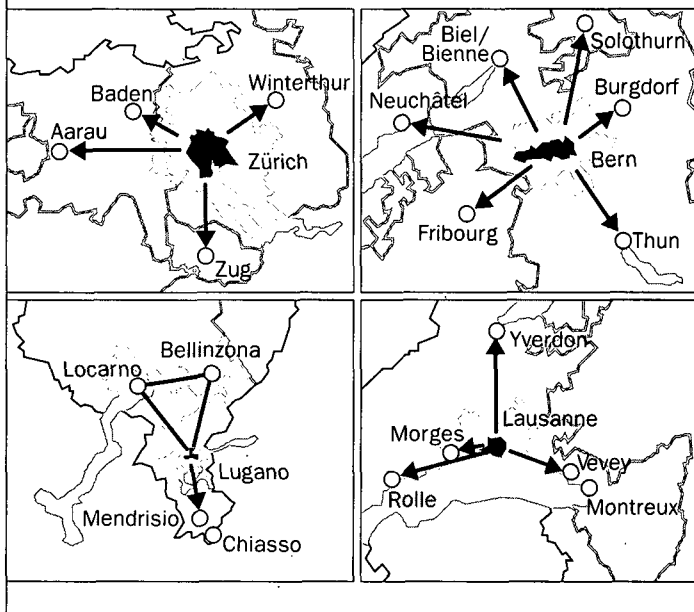 Baden
Winterthur
Aarau
Zürich
Zug
Biel/
Bienne
Solothurn
Neuchâtel
Burgdorf
Bern
Fribourg
Thun
Bellinzona
Locarno
Lugano
Mendrisio
Chiasso
Yverdon
Lausanne
Morges
Vevey
Rolle
Montreux